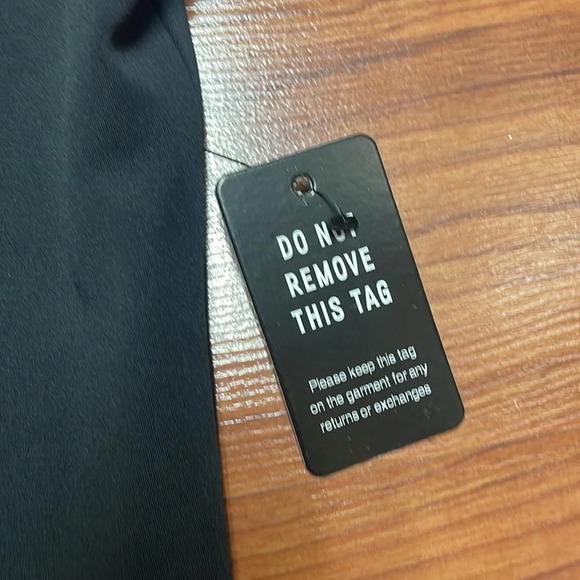 DO NOT
REMOVE
THIS TAG
Please keep this tag
on the garment for any
returns or exchanges